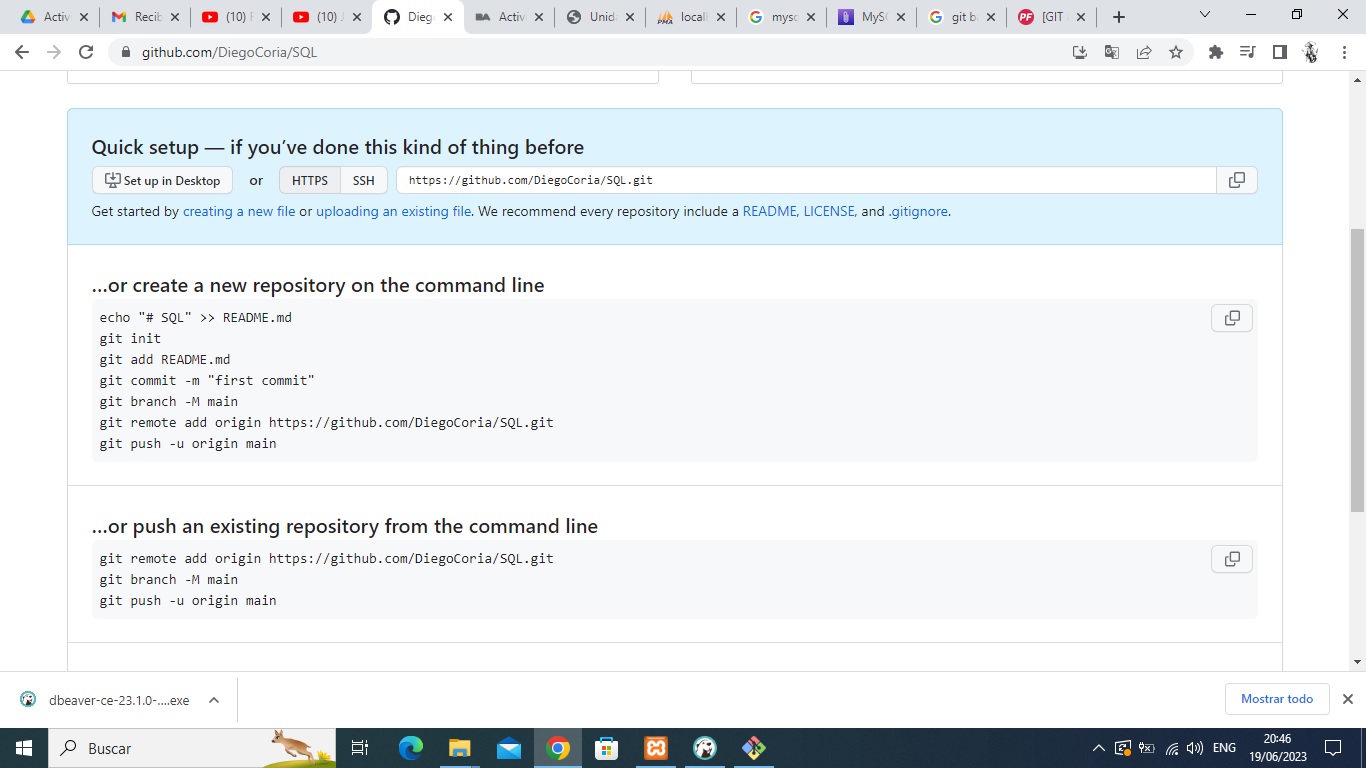 Activ
Recib
(10)
(10)
Dieg
Activ
Unid
local
mysc
MySC
git b
[GIT
github.com/DiegoCoria/SQL
Quick setup — if you’ve done this kind of thing before
Set up in Desktop
or
HTTPS
SSH
https://github.com/DiegoCoria/SQL.git
Get started by creating a new file or uploading an existing file. We recommend every repository include a README, LICENSE, and .gitignore.
…or create a new repository on the command line
echo "# SQL" >> README.md
git init
git add README.md
git commit -m "first commit"
git branch -M main
git remote add origin https://github.com/DiegoCoria/SQL.git
git push -u origin main
…or push an existing repository from the command line
git remote add origin https://github.com/DiegoCoria/SQL.git
git branch -M main
git push -u origin main
dbeaver-ce-23.1.0-....exe
Mostrar todo
Buscar
ENG
20:46
19/06/2023